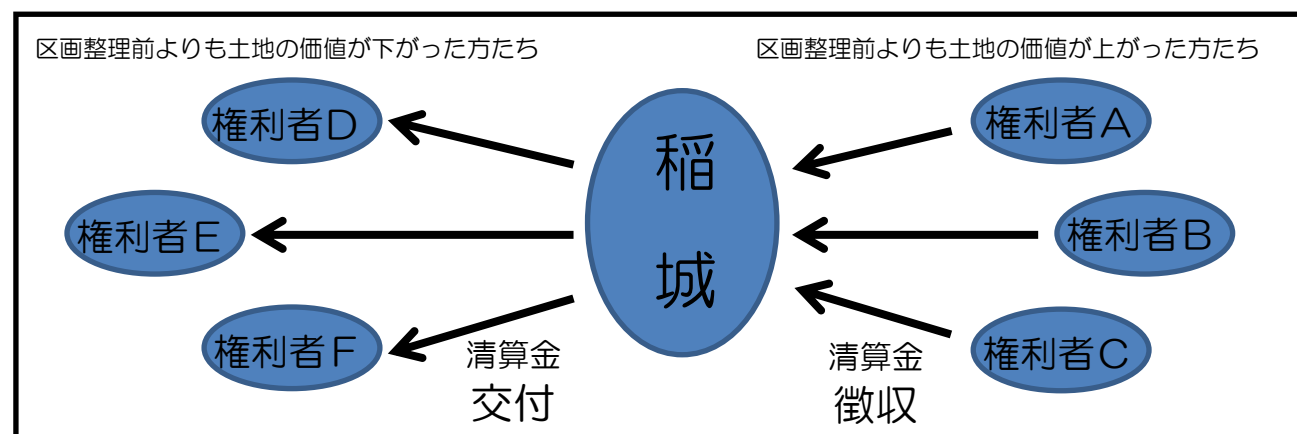 区画整理前よりも土地の価値が下がった方たち
区画整理前よりも土地の価値が上がった方たち
権利者D
権利者E
権利者F
稲
城
権利者A
権利者B
権利者C
清算金
交付
清算金
徴収